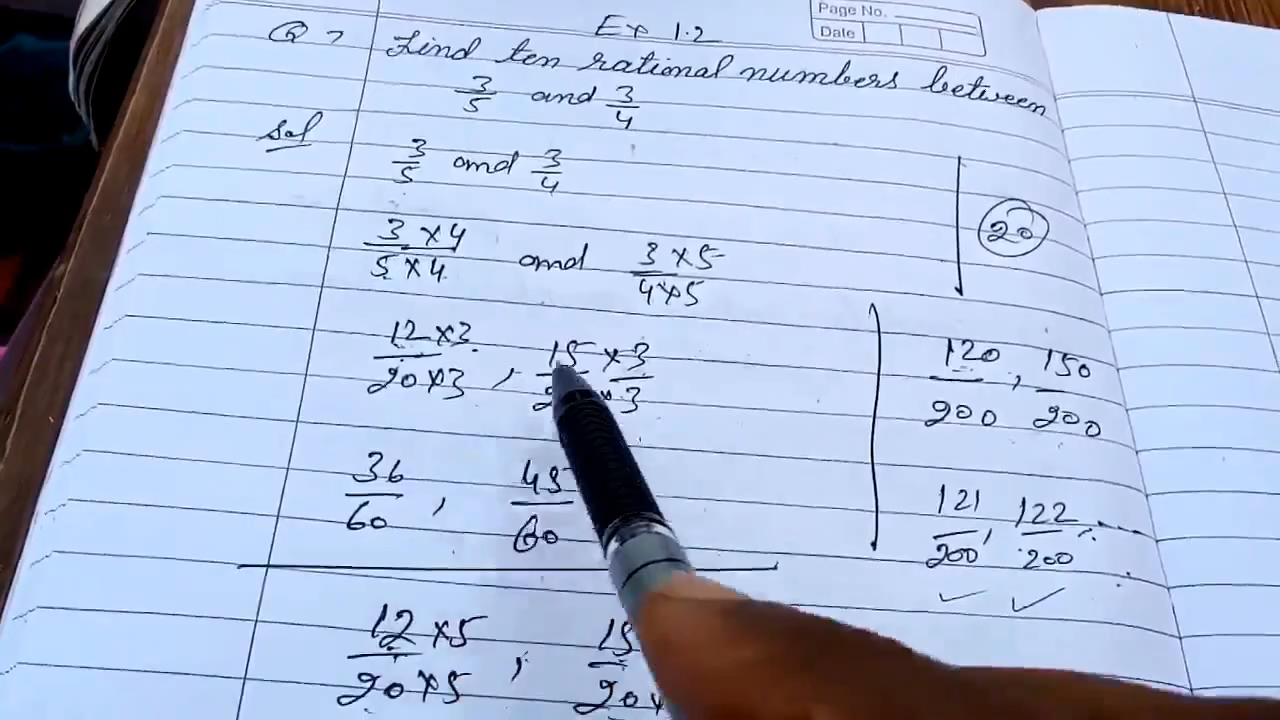 Page No.
Date
Ex 1.2
Q 7 Find ten rational numbers between
3/5 and 3/4
Sol
3/5 and 3/4
20
3×4/5×4 and 3×5/4×5
12×3/20×3 , 15×3/ ×3
120/200 , 150/200
36/60 , 45/60
121/200 , 122/200 , ....
12×5/20×5 , 15/20×